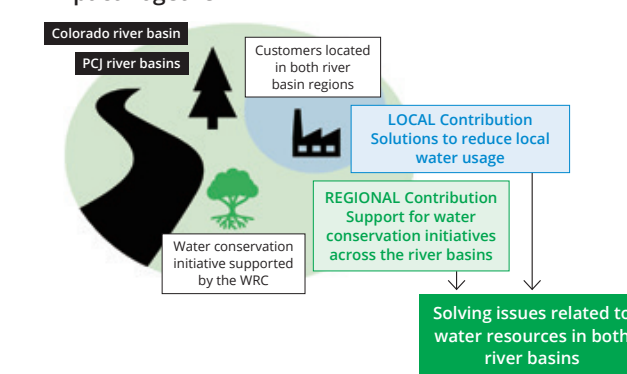 Colorado river basin
PCJ river basins
Customers located
in both river
basin regions
LOCAL Contribution
Solutions to reduce local
water usage
REGIONAL Contribution
Support for water
conservation initiatives
across the river basins
Water conservation
initiative supported
by the WRC
Solving issues related to
water resources in both
river basins